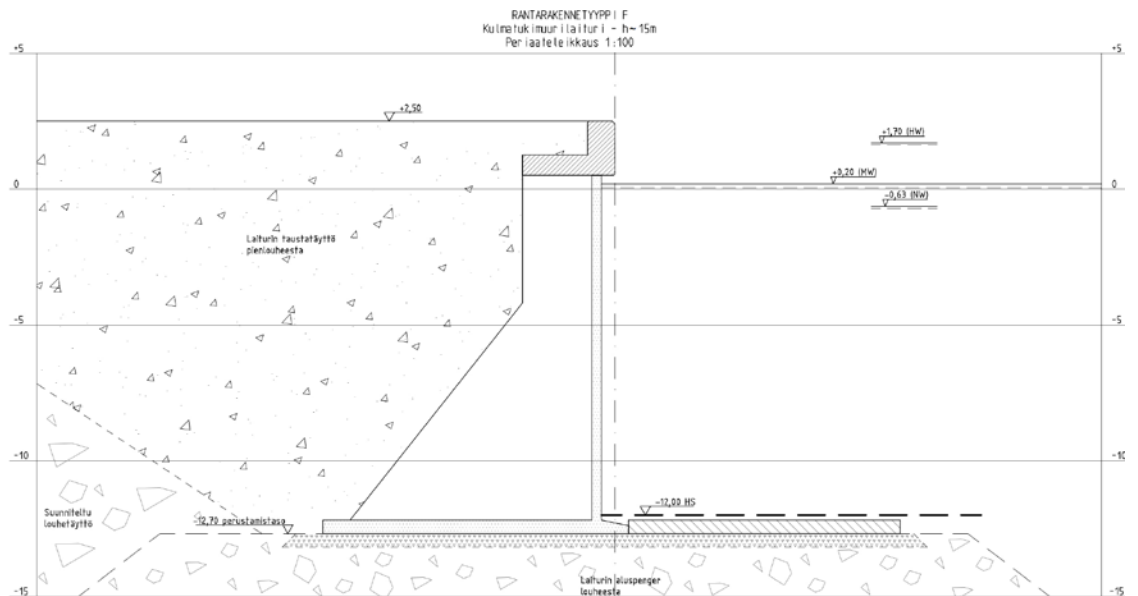 RANTARAKENNETYYPPI F
Kulmatukimuurilaituri - h~15m
Periaateleikkaus 1:100
+5
+5
+2,50
+1,70 (HW)
+0,20 (MW)
0
0
-0,63 (NW)
Laiturin taustatäyttö
pienlouheesta
-5
-5
-10
-10
Suunniteltu
louhetäyttö
-12,70 perustamistaso
-12,00 HS
Laiturin aluspenger
louheesta
-15
-15